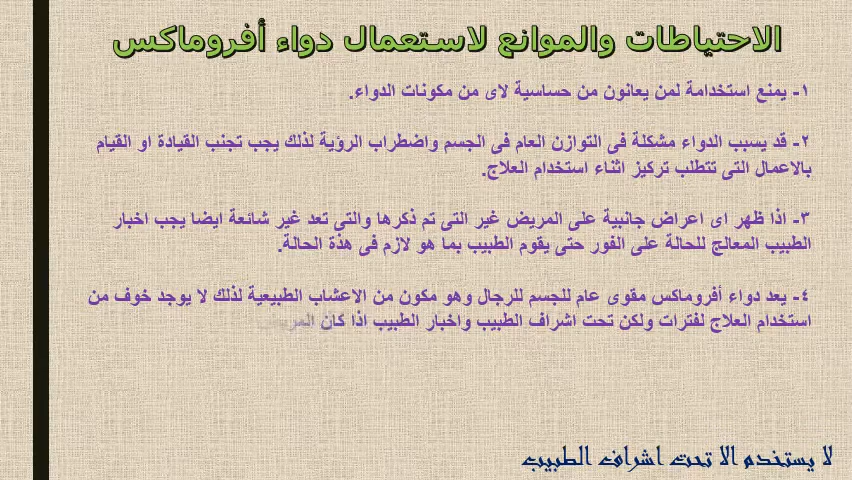 الاحتياطات والموانع لاستعمال دواء أفروماكس
١- يمنع استخدامة لمن يعانون من حساسية لاى من مكونات الدواء.
٢- قد يسبب الدواء مشكلة فى التوازن العام فى الجسم واضطراب الرؤية لذلك يجب تجنب القيادة او القيام
بالاعمال التى تتطلب تركيز اثناء استخدام العلاج.
٣- اذا ظهر اى اعراض جانبية على المريض غير التى تم ذكرها والتى تعد غير شائعة ايضا يجب اخبار
الطبيب المعالج للحالة على الفور حتى يقوم الطبيب بما هو لازم فى هذة الحالة.
٤- يعد دواء أفروماكس مقوى عام للجسم للرجال وهو مكون من الاعشاب الطبيعية لذلك لا يوجد خوف من
استخدام العلاج لفترات ولكن تحت اشراف الطبيب واخبار الطبيب اذا كان المريض
لا يستخدم الا تحت اشراف الطبيب